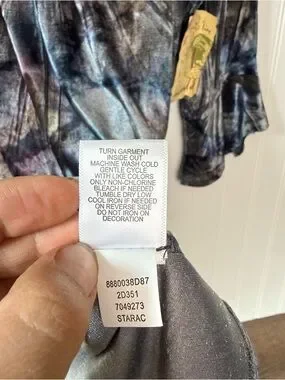 TURN GARMENT
INSIDE OUT
MACHINE WASH COLD
GENTLE CYCLE
WITH LIKE COLORS
ONLY NON-CHLORINE
BLEACH IF NEEDED
TUMBLE DRY LOW
COOL IRON IF NEEDED
ON REVERSE SIDE
DO NOT IRON ON
DECORATION
8880038D87
2D351
7049273
STARAC